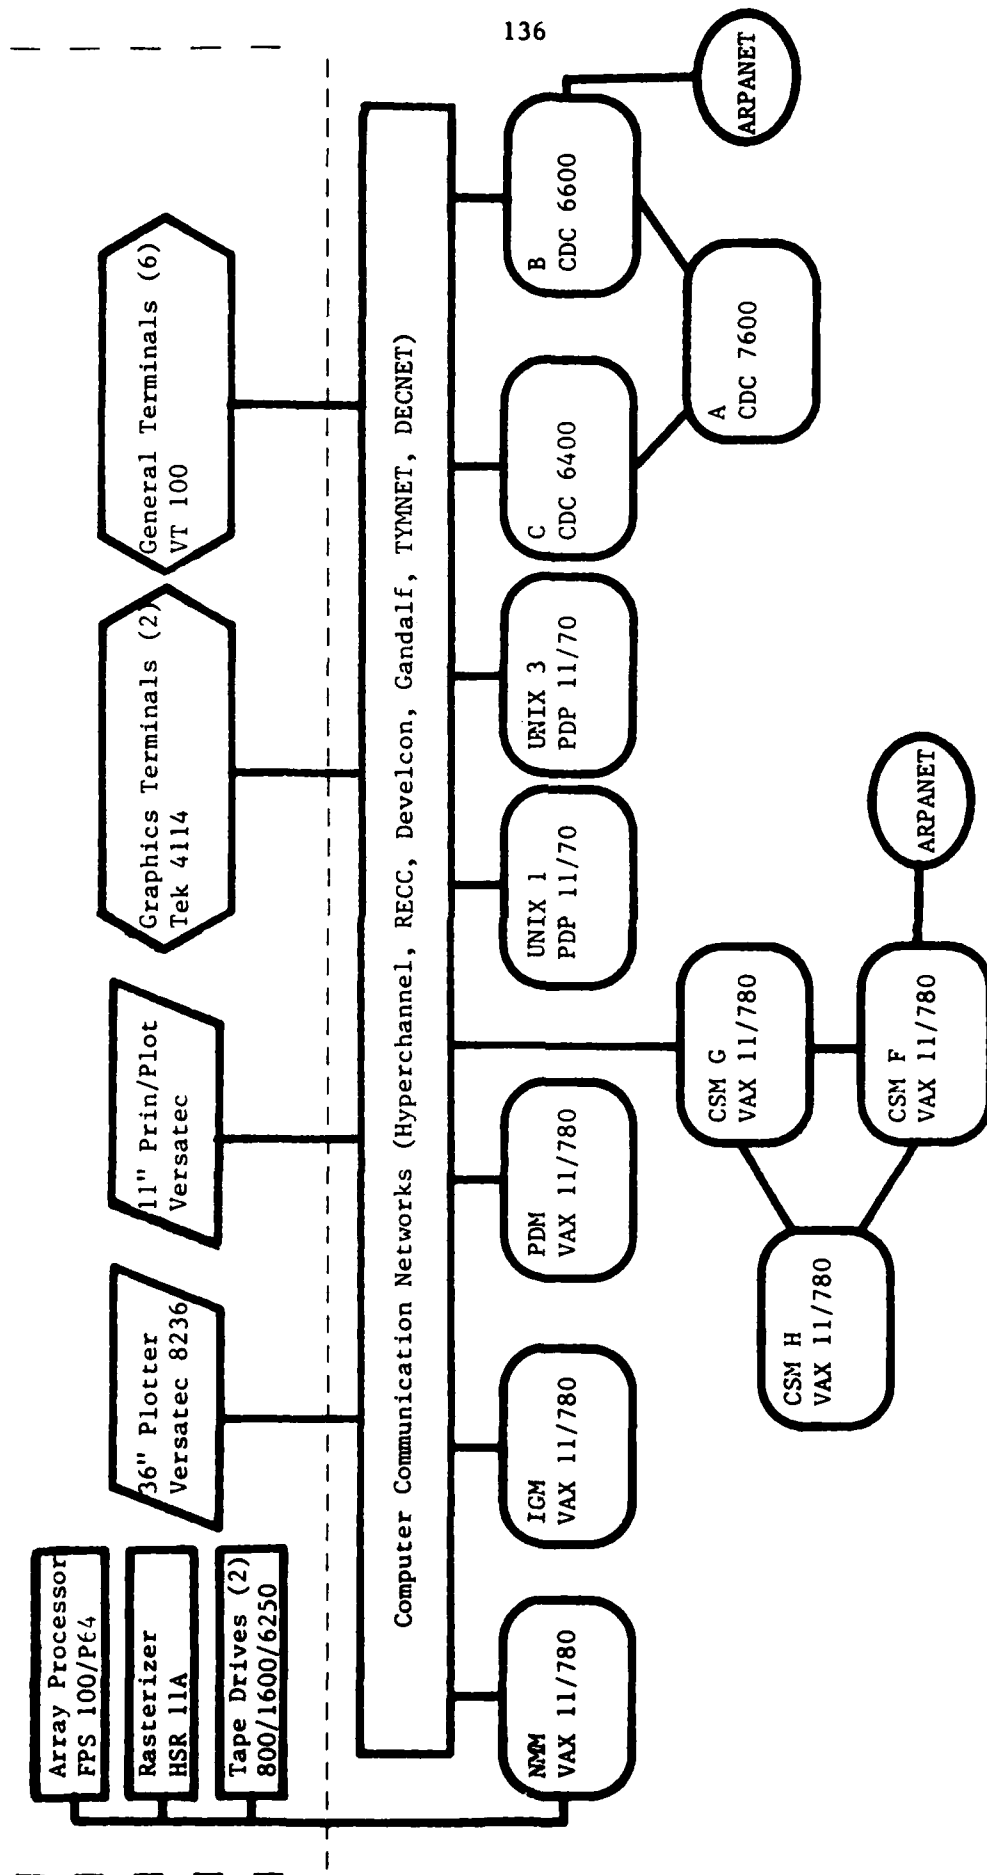 136
Array Processor
FPS 100/P64
Rasterizer
HSR 11A
Tape Drives (2)
800/1600/6250
36" Plotter
Versatec 8236
11" Prin/Plot
Versatec
Graphics Terminals (2)
Tek 4114
General Terminals (6)
VT 100
Computer Communication Networks (Hyperchannel, RECC, Develcon, Gandalf, TYMNET, DECNET)
NMM
VAX 11/780
IGM
VAX 11/780
PDM
VAX 11/780
UNIX 1
PDP 11/70
UNIX 3
PDP 11/70
C
CDC 6400
B
CDC 6600
ARPANET
A
CDC 7600
CSM G
VAX 11/780
CSM H
VAX 11/780
CSM F
VAX 11/780
ARPANET